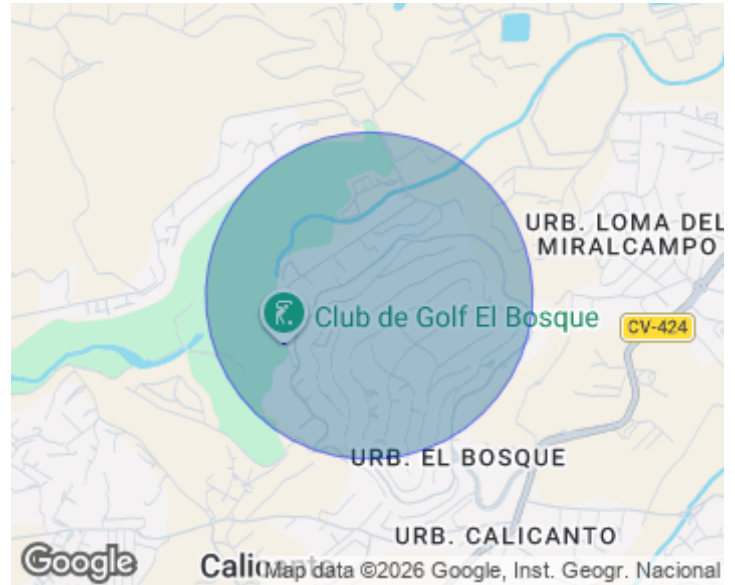 URB. LOMA DEL
MIRALCAMPO
Club de Golf El Bosque
CV-424
URB. EL BOSQUE
URB. CALICANTO
Calicanto
Google
Map data ©2026 Google, Inst. Geogr. Nacional